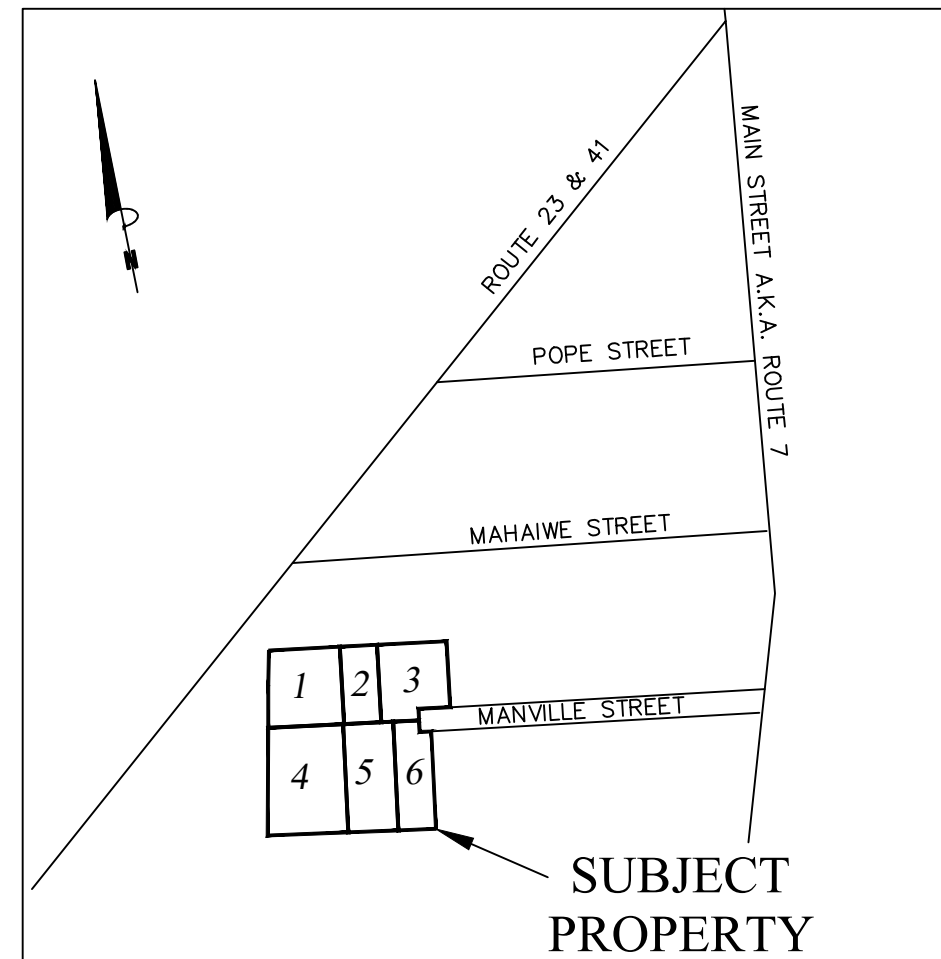 ROUTE 23 & 41
MAIN STREET A.K.A. ROUTE 7
POPE STREET
MAHAIWE STREET
1
2
3
MANVILLE STREET
4
5
6
SUBJECT
PROPERTY
N